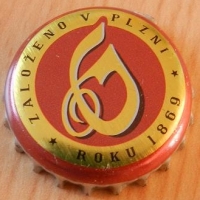 ZALOŽENO V PLZNI
* ROKU 1869 *